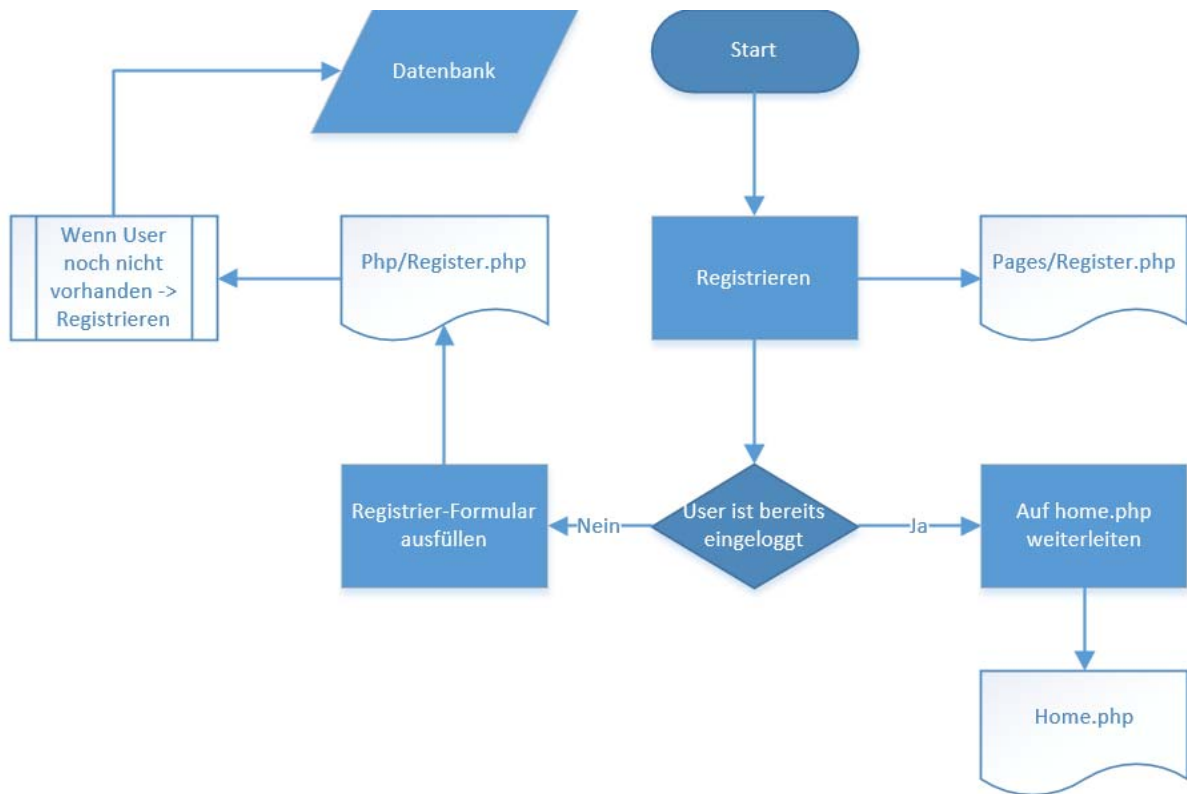 Datenbank
Start
Wenn User
noch nicht
vorhanden ->
Registrieren
Php/Register.php
Registrieren
Pages/Register.php
Registrier-Formular
ausfüllen
Nein
User ist bereits
eingeloggt
Ja
Auf home.php
weiterleiten
Home.php